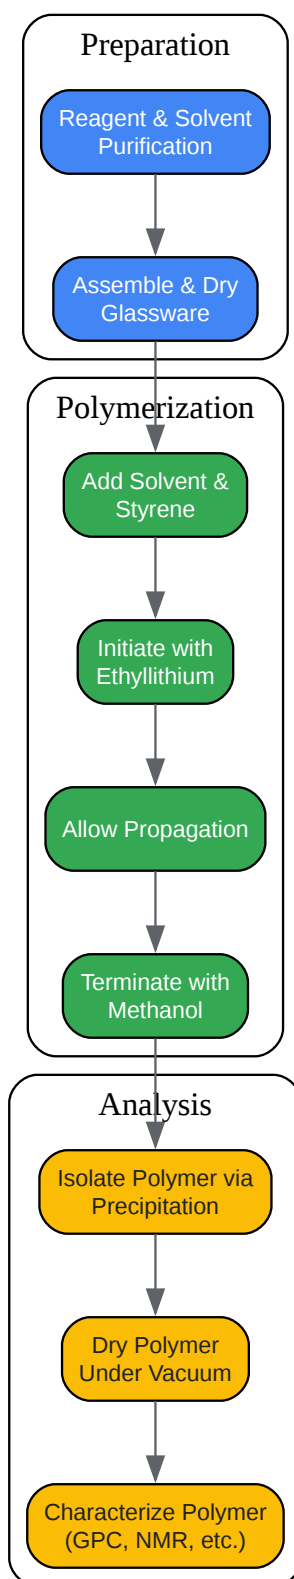 Preparation
Reagent & Solvent
Purification
Assemble & Dry
Glassware
Polymerization
Add Solvent &
Styrene
Initiate with
Ethyllithium
Allow Propagation
Terminate with
Methanol
Analysis
Isolate Polymer via
Precipitation
Dry Polymer
Under Vacuum
Characterize Polymer
(GPC, NMR, etc.)